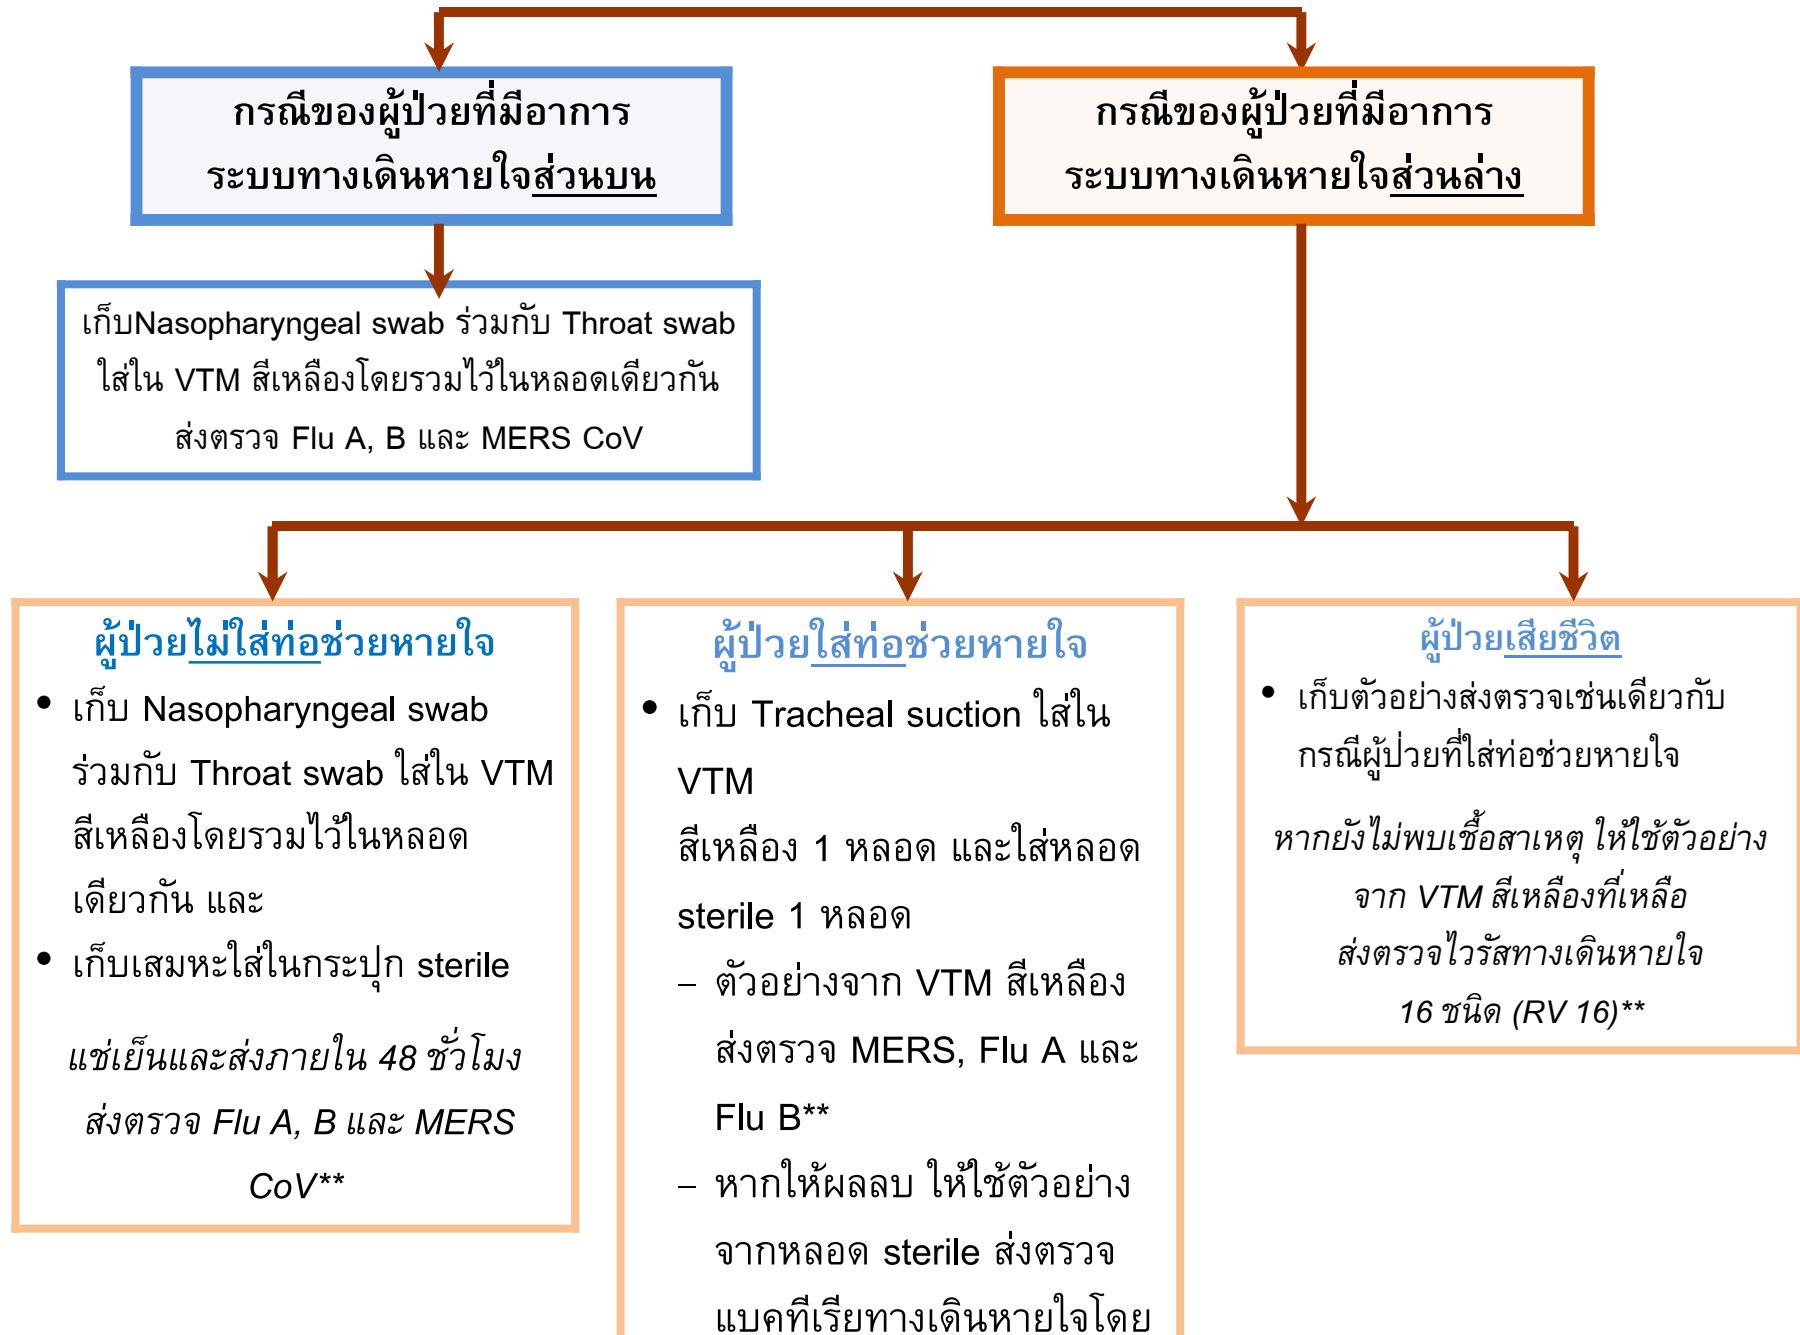 กรณีของผู้ป่วยที่มีอาการ
ระบบทางเดินหายใจส่วนบน
กรณีของผู้ป่วยที่มีอาการ
ระบบทางเดินหายใจส่วนล่าง
เก็บNasopharyngeal swab ร่วมกับ Throat swab
ใส่ใน VTM สีเหลืองโดยรวมไว้ในหลอดเดียวกัน
ส่งตรวจ Flu A, B และ MERS CoV
ผู้ป่วยไม่ใส่ท่อช่วยหายใจ
• เก็บ Nasopharyngeal swab
ร่วมกับ Throat swab ใส่ใน VTM
สีเหลืองโดยรวมไว้ในหลอด
เดียวกัน และ
• เก็บเสมหะใส่ในกระปุก sterile
แช่เย็นและส่งภายใน 48 ชั่วโมง
ส่งตรวจ Flu A, B และ MERS
CoV**
ผู้ป่วยใส่ท่อช่วยหายใจ
• เก็บ Tracheal suction ใส่ใน
VTM
สีเหลือง 1 หลอด และใส่หลอด
sterile 1 หลอด
– ตัวอย่างจาก VTM สีเหลือง
ส่งตรวจ MERS, Flu A และ
Flu B**
– หากให้ผลลบ ให้ใช้ตัวอย่าง
จากหลอด sterile ส่งตรวจ
แบคทีเรียทางเดินหายใจโดย
ผู้ป่วยเสียชีวิต
• เก็บตัวอย่างส่งตรวจเช่นเดียวกับ
กรณีผู้ป่วยที่ใส่ท่อช่วยหายใจ
หากยังไม่พบเชื้อสาเหตุ ให้ใช้ตัวอย่าง
จาก VTM สีเหลืองที่เหลือ
ส่งตรวจไวรัสทางเดินหายใจ
16 ชนิด (RV 16)**